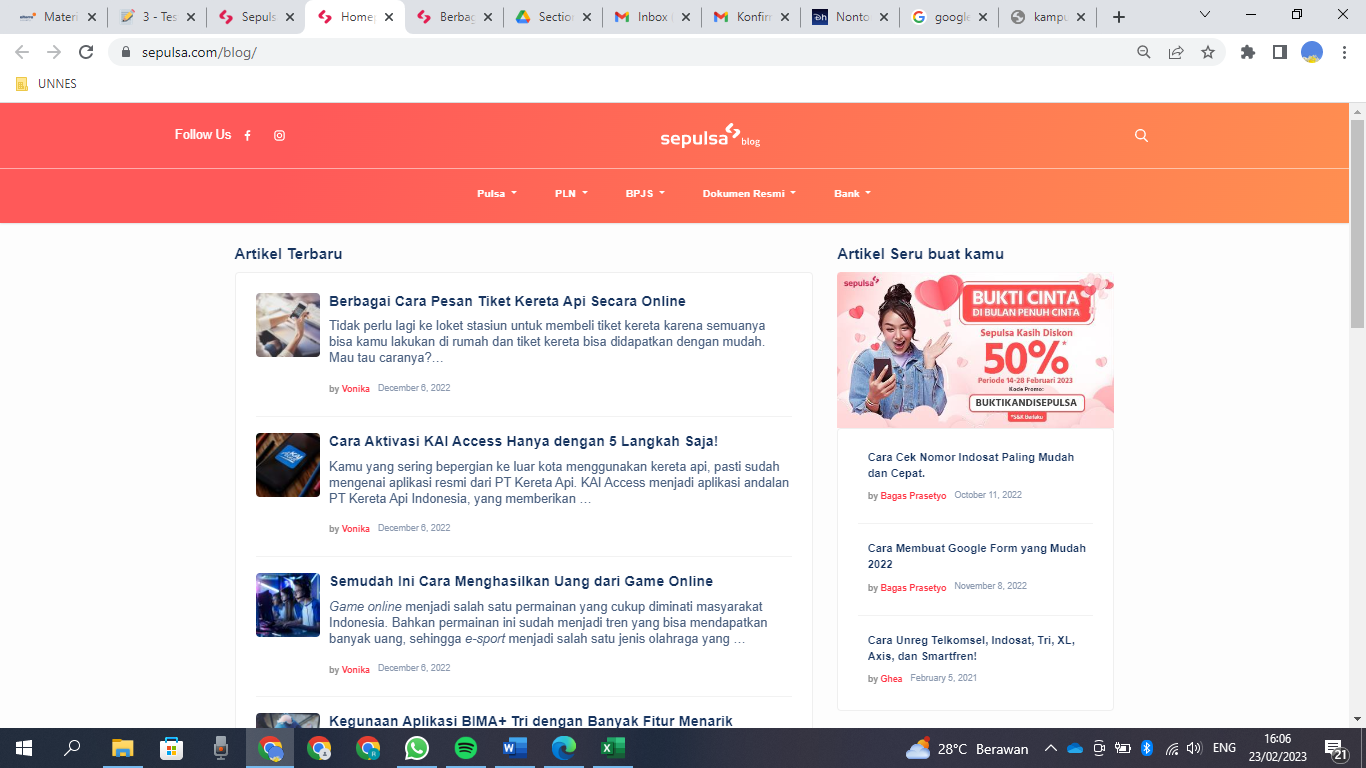 Materi
3 - Tes
Sepuls
Home
Berbag
Section
Inbox
Konfirm
Nonto
google
kampu
sepulsa.com/blog/
UNNES
Follow Us
sepulsa blog
Pulsa PLN BPJS Dokumen Resmi Bank
Artikel Terbaru
Berbagai Cara Pesan Tiket Kereta Api Secara Online
Tidak perlu lagi ke loket stasiun untuk membeli tiket kereta karena semuanya
bisa kamu lakukan di rumah dan tiket kereta bisa didapatkan dengan mudah.
Mau tau caranya?…
by Vonika December 6, 2022
KAI
Cara Aktivasi KAI Access Hanya dengan 5 Langkah Saja!
Kamu yang sering bepergian ke luar kota menggunakan kereta api, pasti sudah
mengenai aplikasi resmi dari PT Kereta Api. KAI Access menjadi aplikasi andalan
PT Kereta Api Indonesia, yang memberikan …
by Vonika December 6, 2022
Semudah Ini Cara Menghasilkan Uang dari Game Online
Game online menjadi salah satu permainan yang cukup diminati masyarakat
Indonesia. Bahkan permainan ini sudah menjadi tren yang bisa mendapatkan
banyak uang, sehingga e-sport menjadi salah satu jenis olahraga yang …
by Vonika December 6, 2022
Kegunaan Aplikasi BIMA+ Tri dengan Banyak Fitur Menarik
Artikel Seru buat kamu
sepulsa
BUKTI CINTA
DI BULAN PENUH CINTA
Sepulsa Kasih Diskon
50%*
Periode 14-28 Februari 2023
Kode Promo:
BUKTIKANDISEPULSA
*S&K Berlaku
Cara Cek Nomor Indosat Paling Mudah
dan Cepat.
by Bagas Prasetyo October 11, 2022
Cara Membuat Google Form yang Mudah
2022
by Bagas Prasetyo November 8, 2022
Cara Unreg Telkomsel, Indosat, Tri, XL,
Axis, dan Smartfren!
by Ghea February 5, 2021
28°C Berawan
ENG
16:06
23/02/2023
21